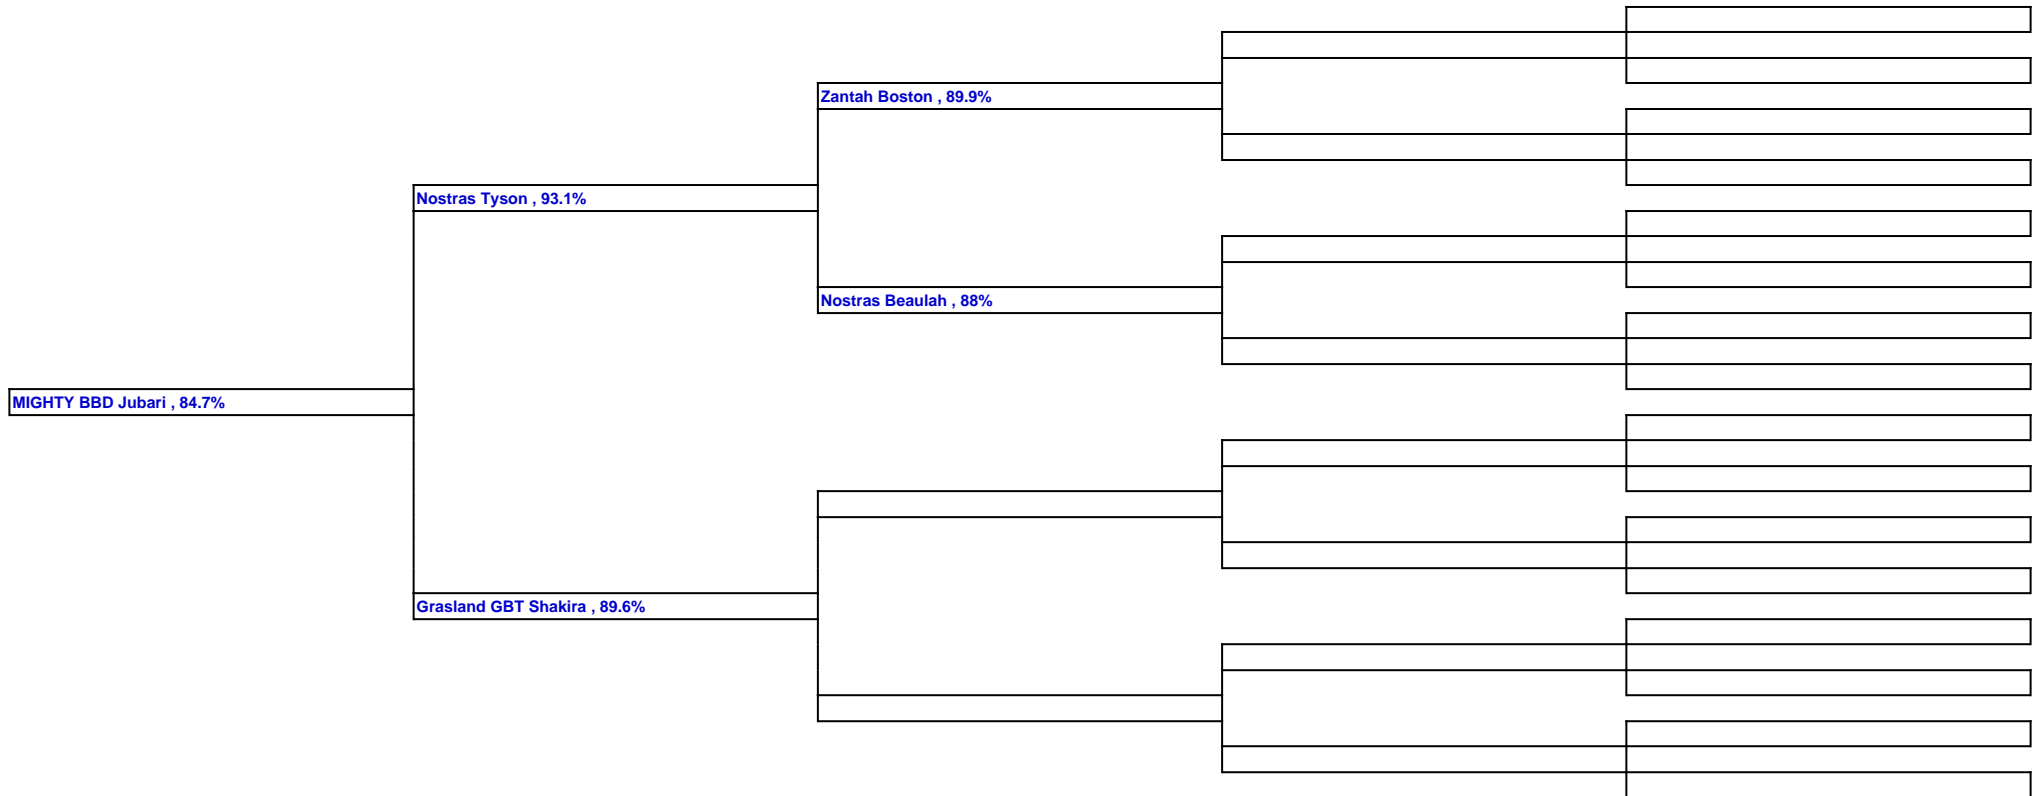 Zantah Boston , 89.9%
Nostras Tyson , 93.1%
Nostras Beaulah , 88%
MIGHTY BBD Jubari , 84.7%
Grasland GBT Shakira , 89.6%